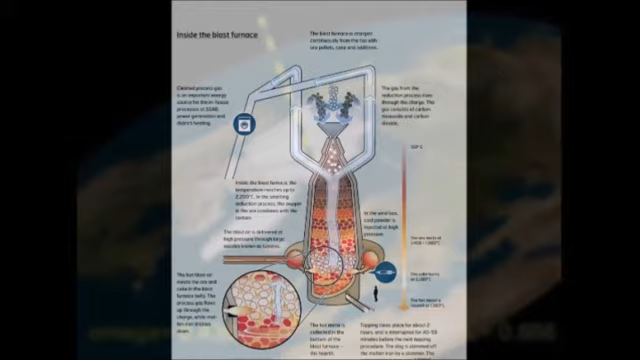 Inside the blast furnace
The blast furnace is charged
continuously from the top with
ore pellets, coke and additives.
Cleaned process gas
is an important energy
source for the in-house
processes at SSAB,
power generation and
district heating.
The gas from the
reduction process rises
through the charge. The
gas consists of carbon
monoxide and carbon
dioxide.
Inside the blast furnace, the
temperature reaches up to
2,200°C. In the smelting
reduction process, the oxygen
in the ore combines with the
carbon.
In the
coal powder is
injected at high
pressure.
The blast air is delivered at
high pressure through large
nozzles known as tuyeres.
The hot blast air
meets the ore and
coke in the blast
furnace belly. The
process gas flows
up through the
charge, while
iron
down.
The hot metal is
collected in the
bottom of the
blast furnace –
the hearth.
Tapping takes place for about 2
hours, and is interrupted for
minutes before the next tapping
procedure. The slag is skimmed off
the molten iron by a skimmer. The